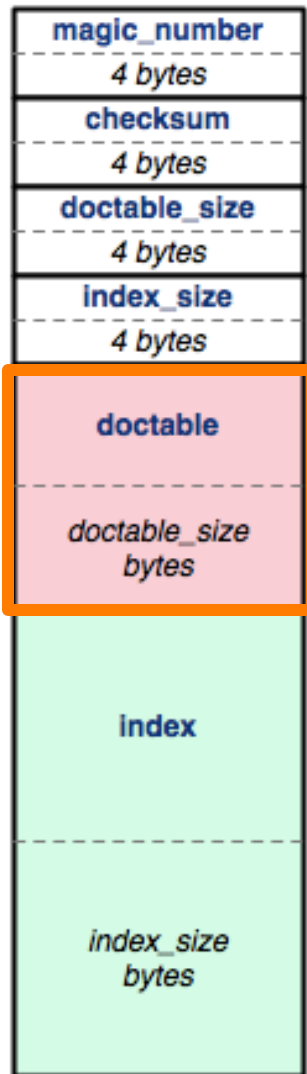 magic_number
4 bytes
checksum
4 bytes
doctable_size
4 bytes
index_size
4 bytes
doctable
doctable_size
bytes
index
index_size
bytes